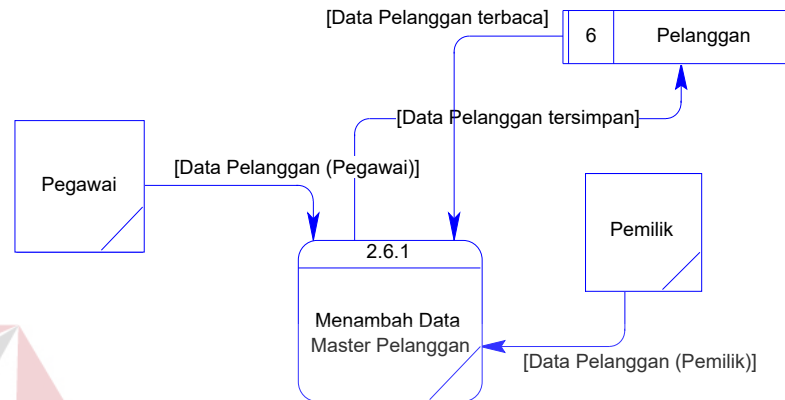 [Data Pelanggan terbaca]
6
Pelanggan
[Data Pelanggan tersimpan]
[Data Pelanggan (Pegawai)]
Pegawai
Pemilik
2.6.1
Menambah Data
Master Pelanggan
[Data Pelanggan (Pemilik)]